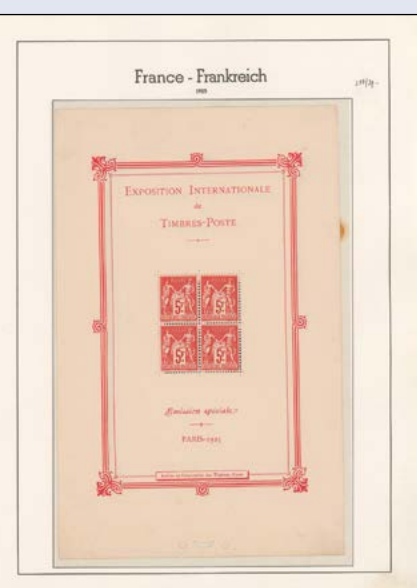 France - Frankreich
1925
EXPOSITION INTERNATIONALE
de
TIMBRES-POSTE
5F 5F
5F 5F
Émission spéciale
PARIS-1925